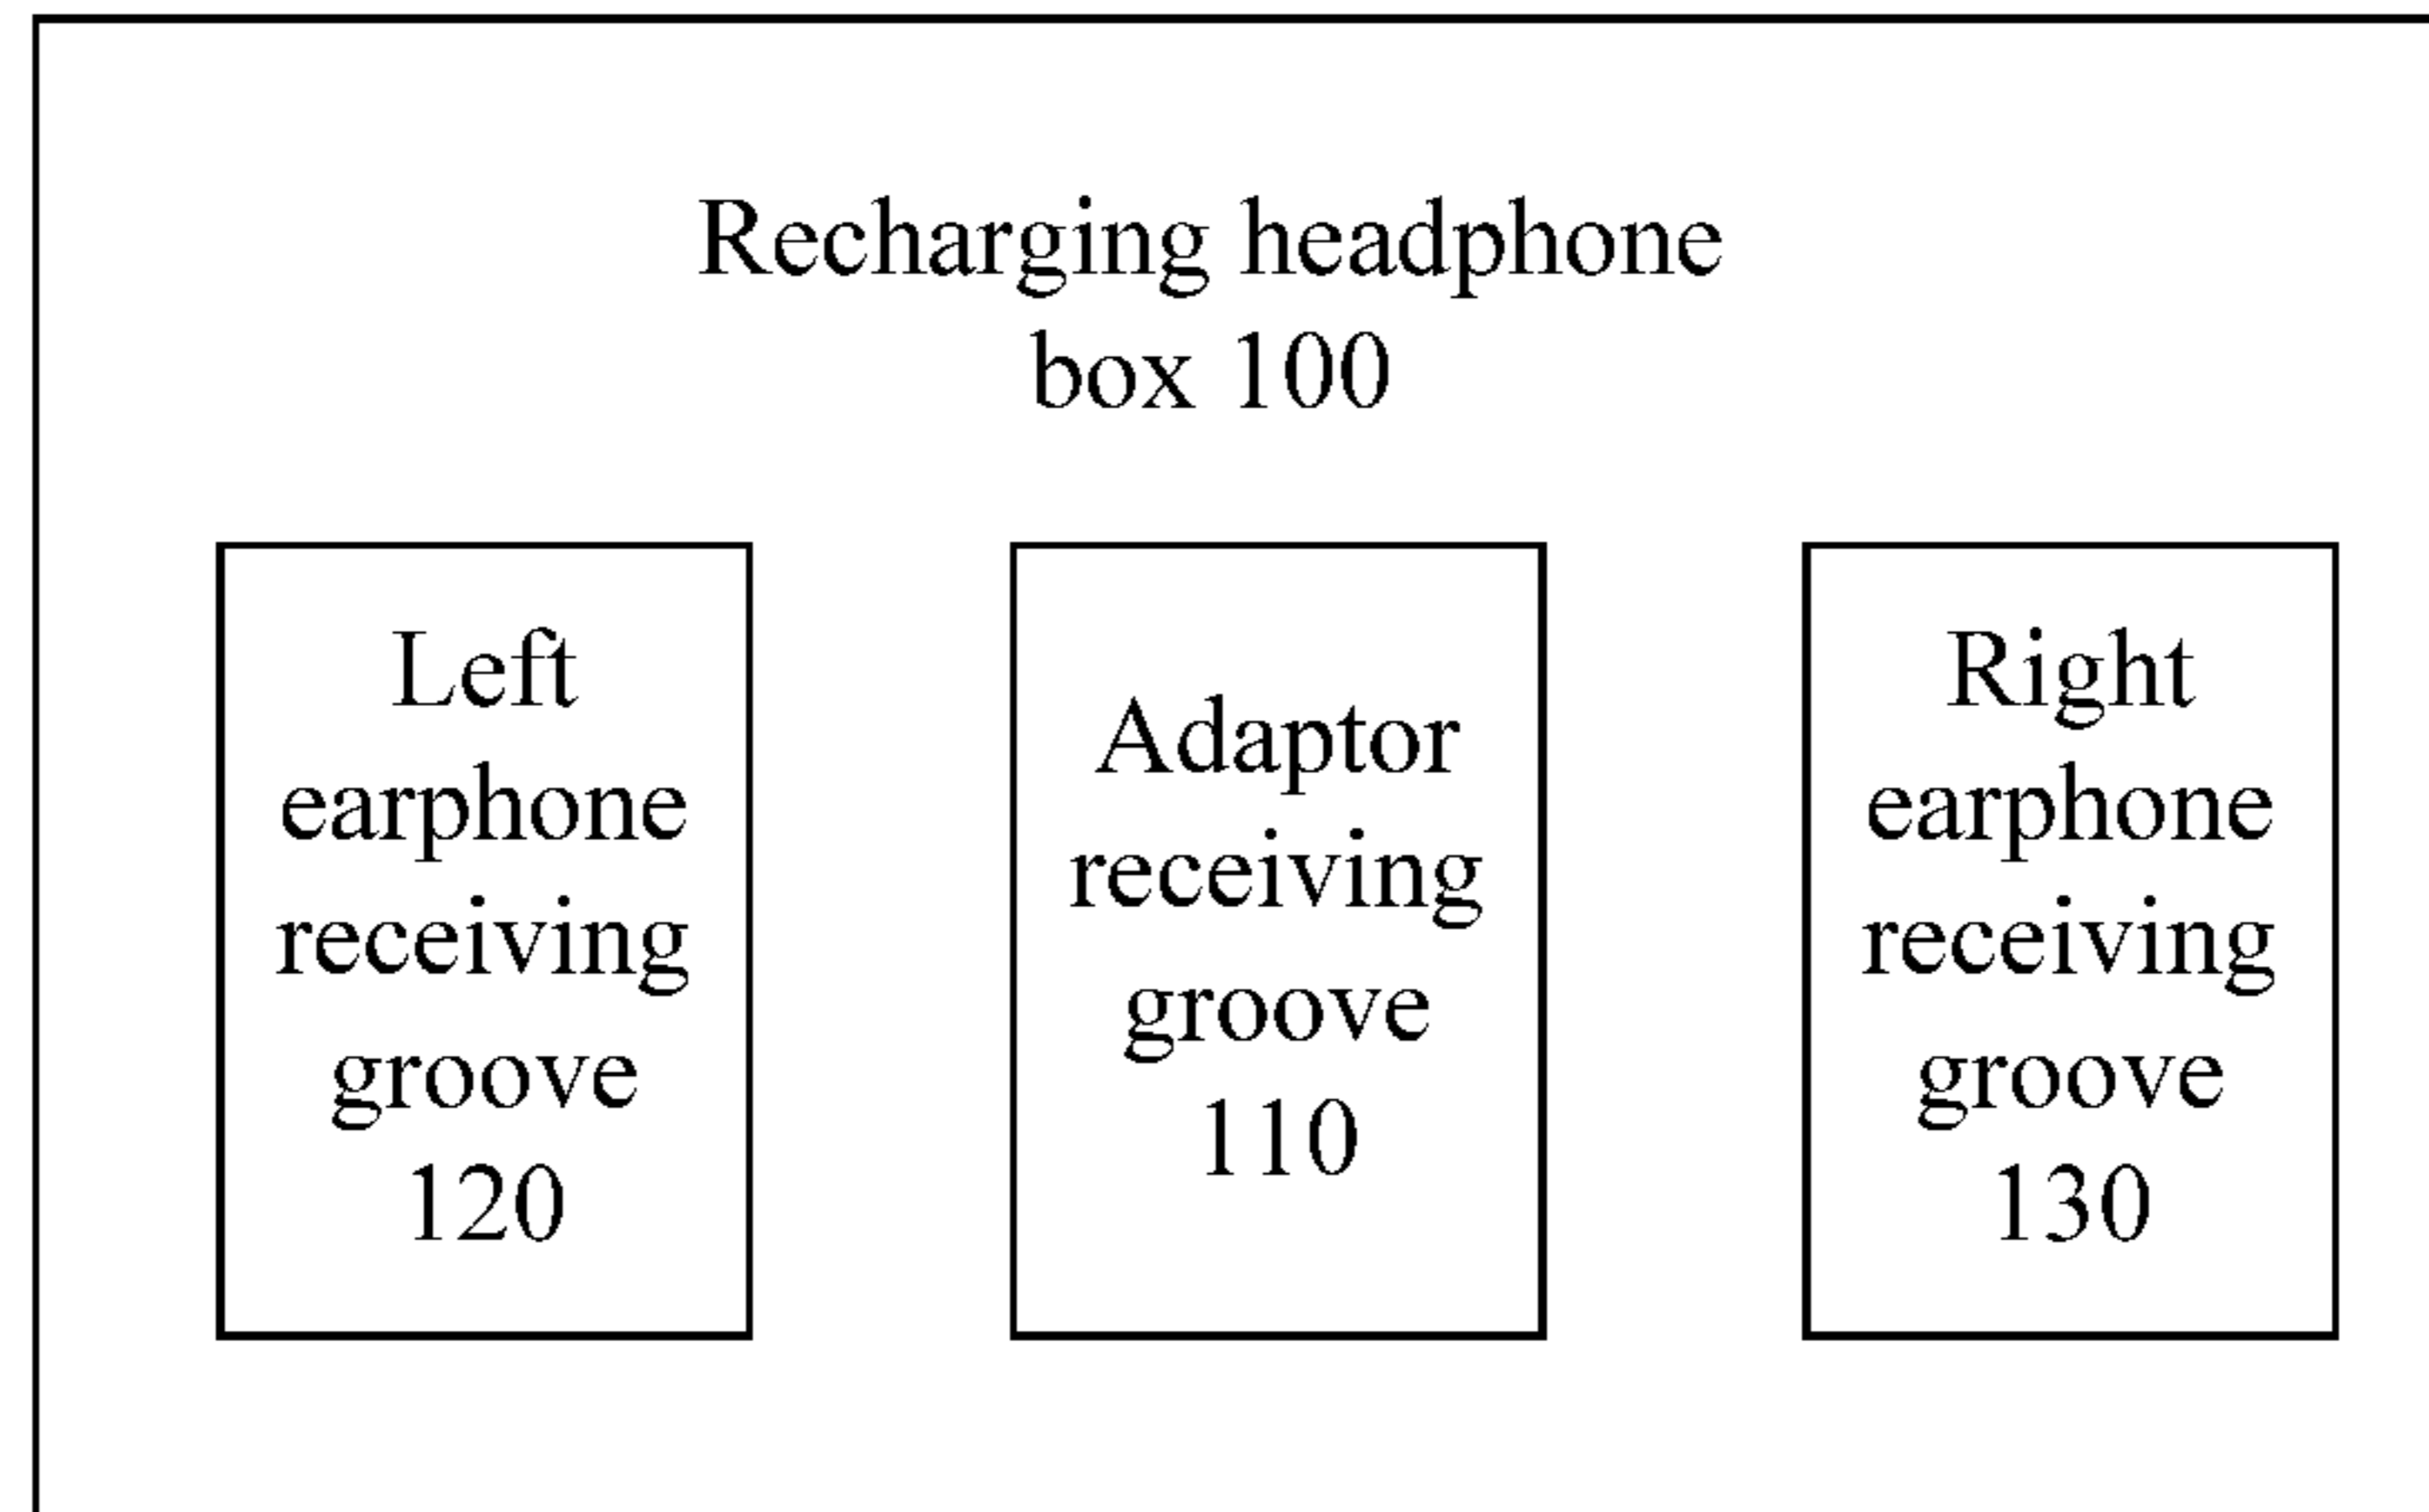 Recharging headphone
box 100
Left
earphone
receiving
groove
120
Adaptor
receiving
groove
110
Right
earphone
receiving
groove
130